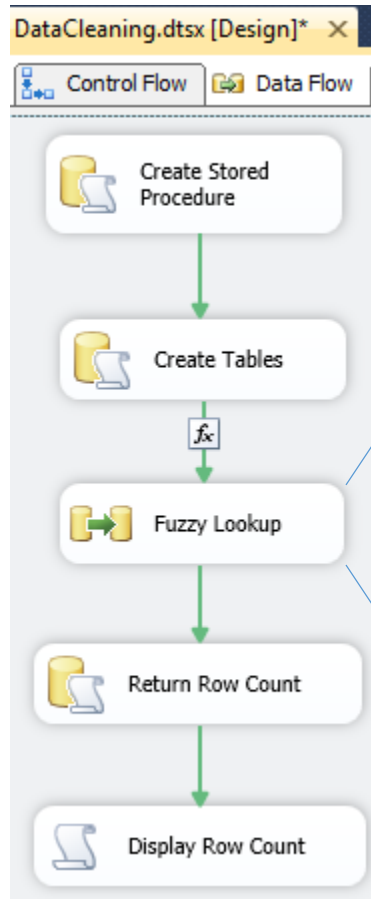 DataCleaning.dtsx [Design]* ×
Control Flow Data Flow
Create Stored
Procedure
Create Tables
fx
Fuzzy Lookup
Return Row Count
Display Row Count